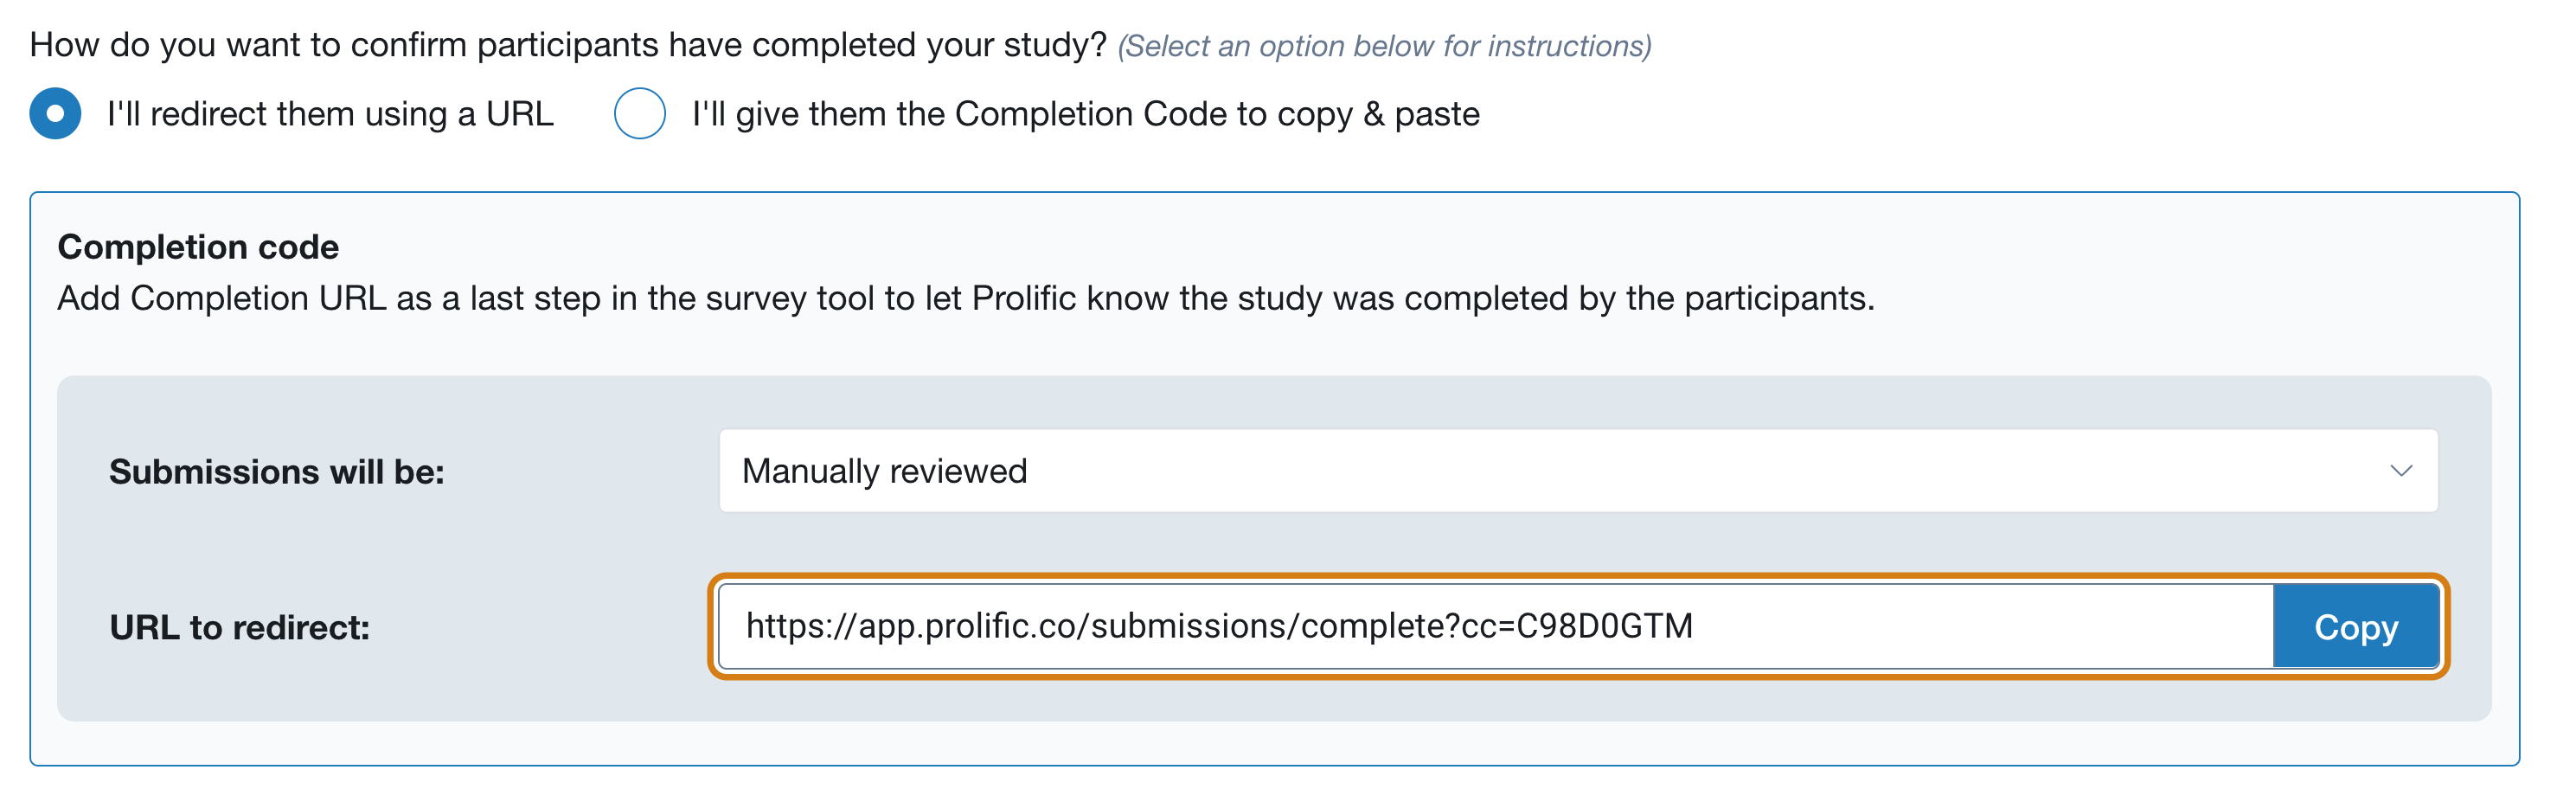 How do you want to confirm participants have completed your study? (Select an option below for instructions)
I'll redirect them using a URL I'll give them the Completion Code to copy & paste
Completion code
Add Completion URL as a last step in the survey tool to let Prolific know the study was completed by the participants.
Submissions will be: Manually reviewed
URL to redirect: https://app.prolific.co/submissions/complete?cc=C98D0GTM Copy